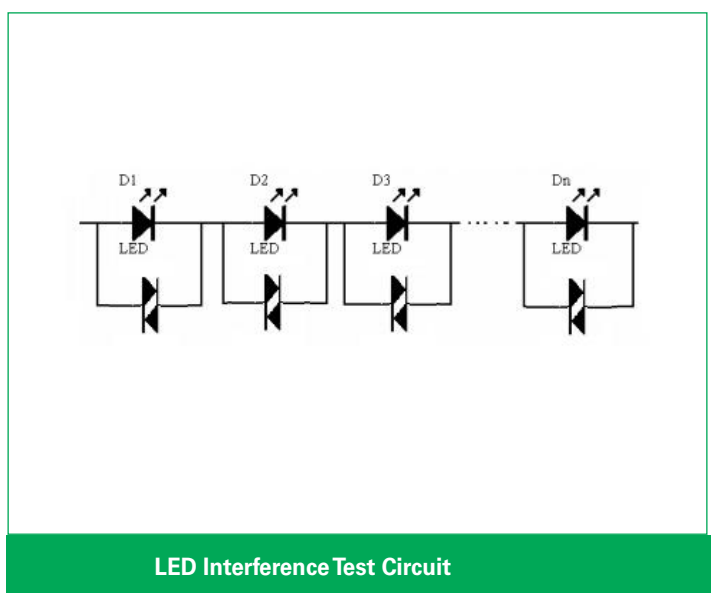 D1 D2 D3 Dn
LED LED LED LED
LED Interference Test Circuit